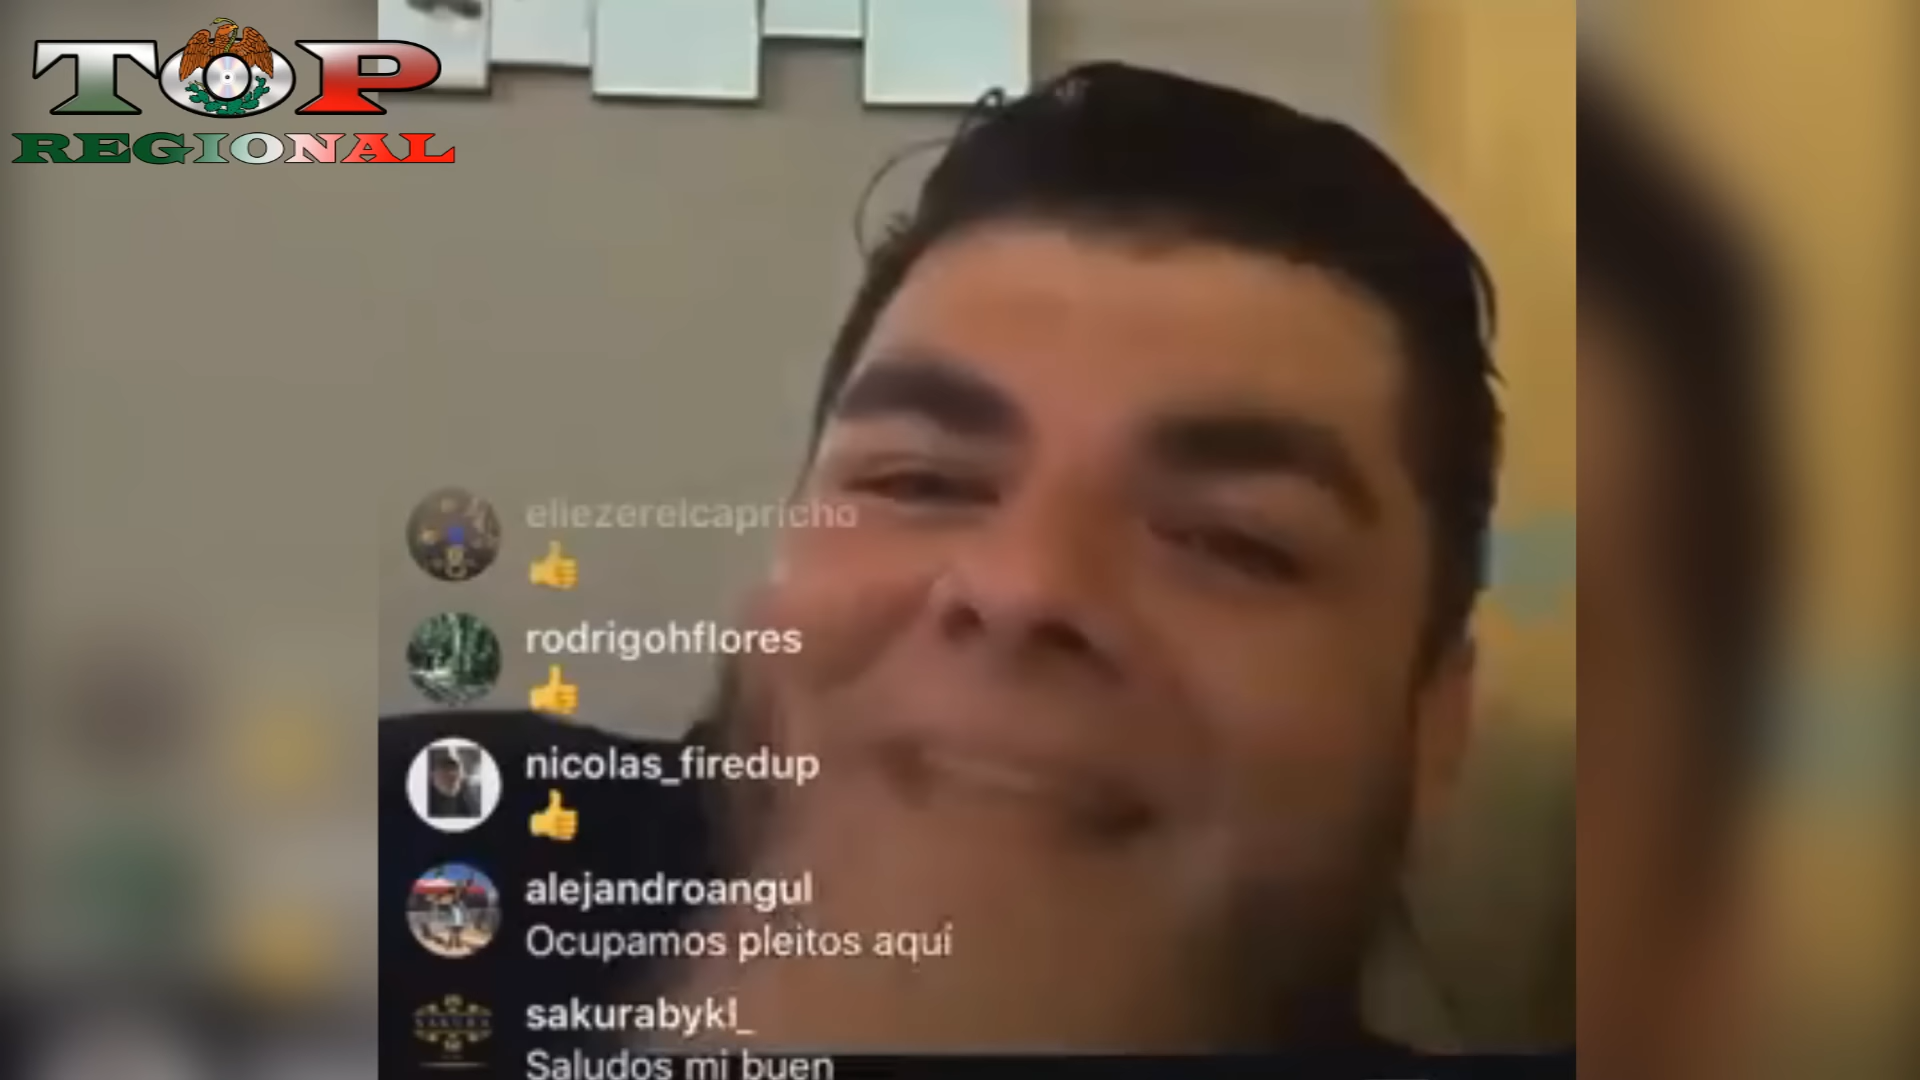 TOP
REGIONAL
eliezerelcapricho
👍
rodrigohflores
👍
nicolas_firedup
👍
alejandroangul
Ocupamos pleitos aquí
sakurabykl_
Saludos mi buen